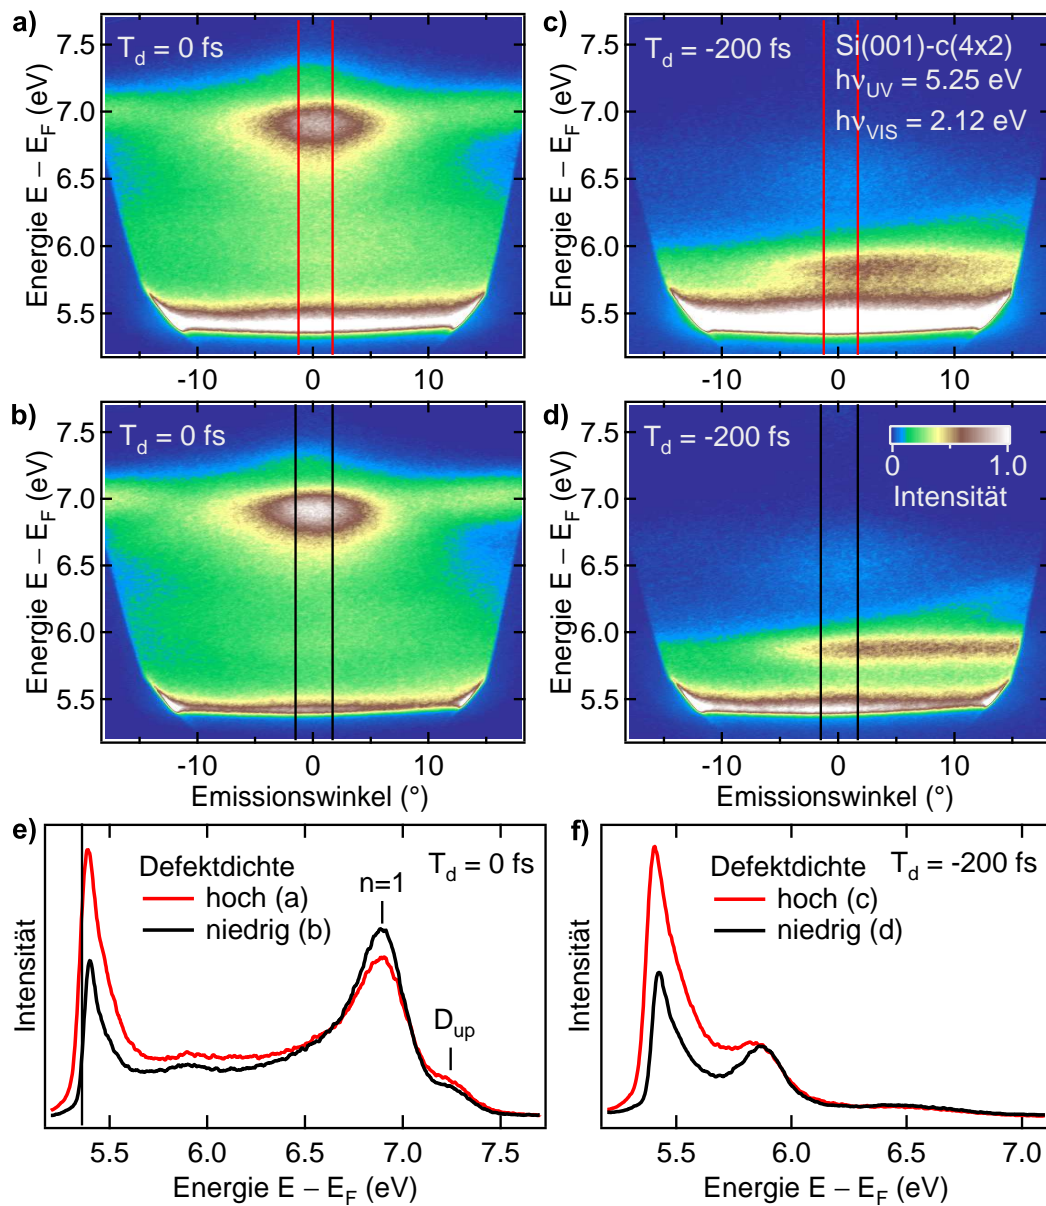 a)
T_d = 0 fs
Energie E – E_F (eV)
7.5
7.0
6.5
6.0
5.5
-10 0 10
c)
T_d = -200 fs
Si(001)-c(4x2)
hν_UV = 5.25 eV
hν_VIS = 2.12 eV
Energie E – E_F (eV)
7.5
7.0
6.5
6.0
5.5
-10 0 10
b)
T_d = 0 fs
Energie E – E_F (eV)
7.5
7.0
6.5
6.0
5.5
-10 0 10
Emissionswinkel (°)
d)
T_d = -200 fs
0 1.0
Intensität
Energie E – E_F (eV)
7.5
7.0
6.5
6.0
5.5
-10 0 10
Emissionswinkel (°)
e)
Defektdichte
hoch (a)
niedrig (b)
T_d = 0 fs
n=1
D_up
Intensität
5.5 6.0 6.5 7.0 7.5
Energie E – E_F (eV)
f)
T_d = -200 fs
Defektdichte
hoch (c)
niedrig (d)
Intensität
5.5 6.0 6.5 7.0
Energie E – E_F (eV)